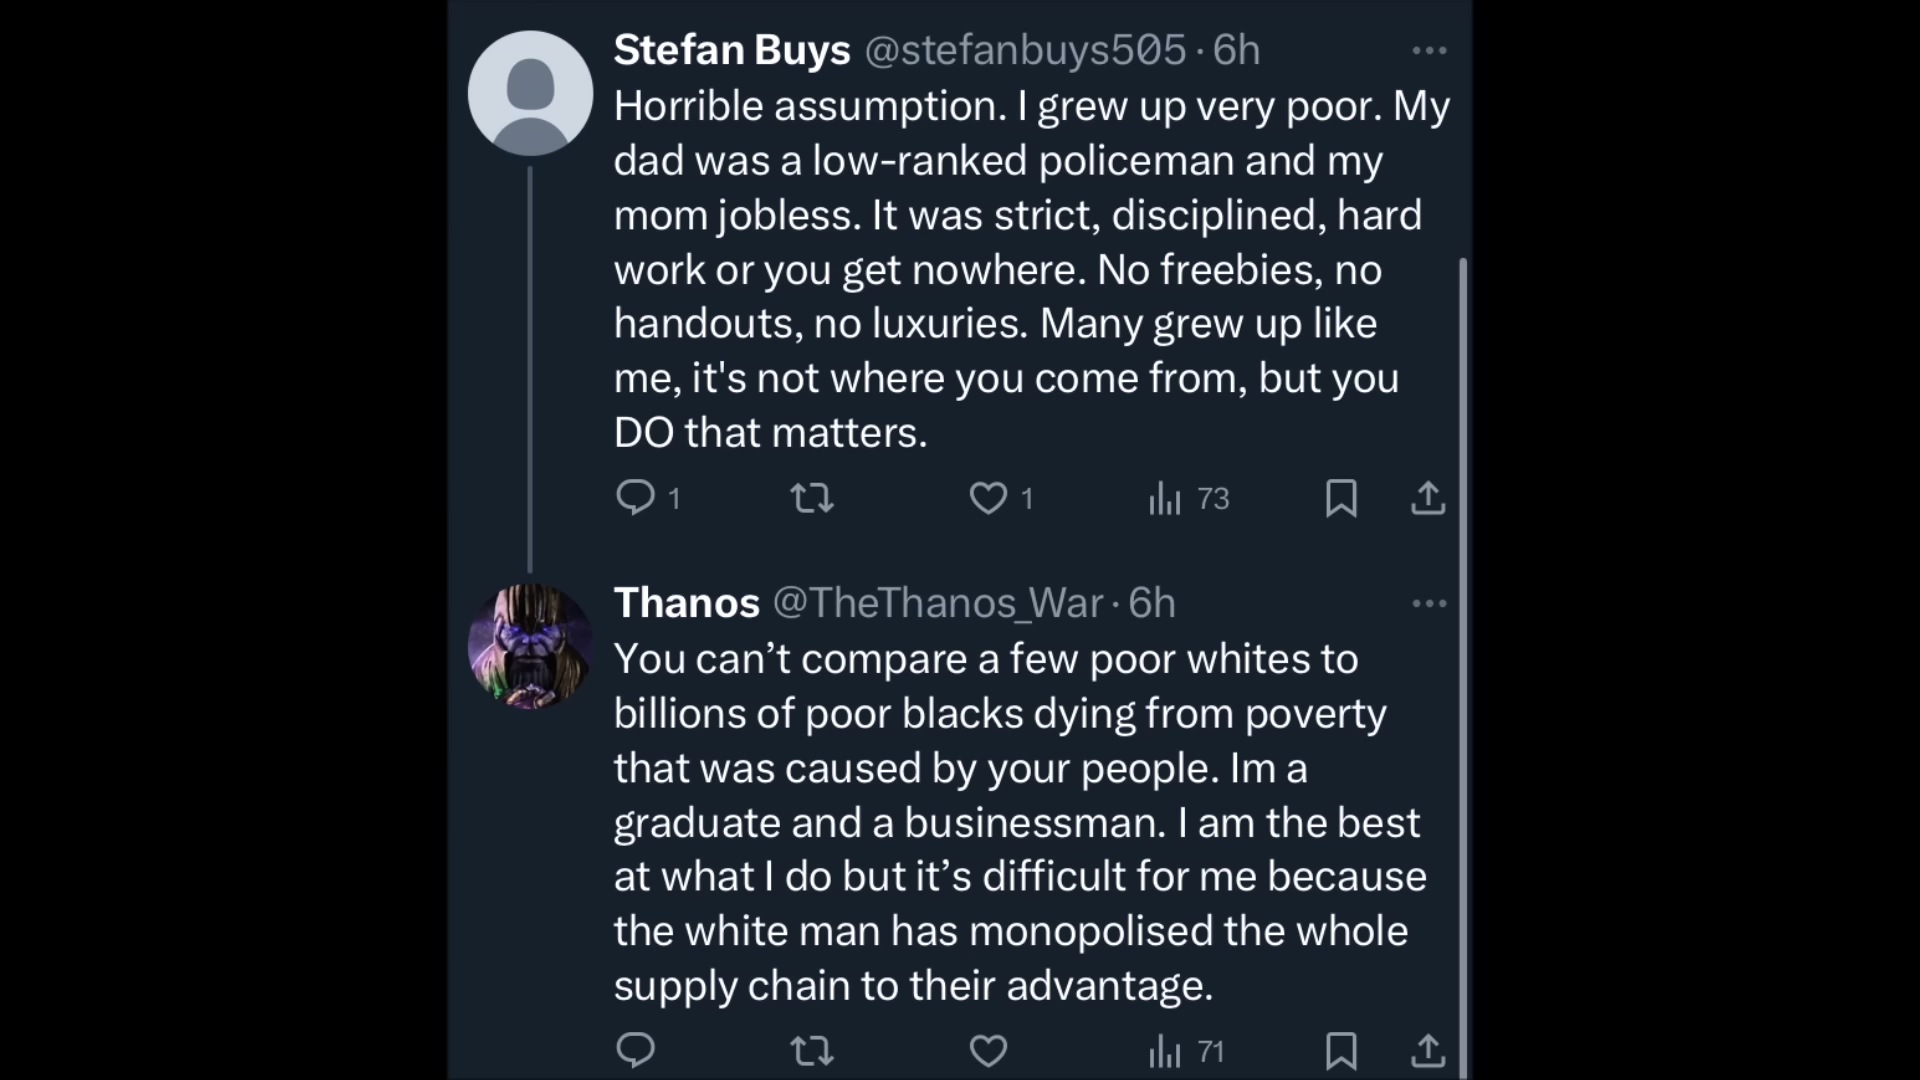 Stefan Buys @stefanbuys505 · 6h
Horrible assumption. I grew up very poor. My
dad was a low-ranked policeman and my
mom jobless. It was strict, disciplined, hard
work or you get nowhere. No freebies, no
handouts, no luxuries. Many grew up like
me, it's not where you come from, but you
DO that matters.
1 1 73
Thanos @TheThanos_War · 6h
You can’t compare a few poor whites to
billions of poor blacks dying from poverty
that was caused by your people. Im a
graduate and a businessman. I am the best
at what I do but it’s difficult for me because
the white man has monopolised the whole
supply chain to their advantage.
71